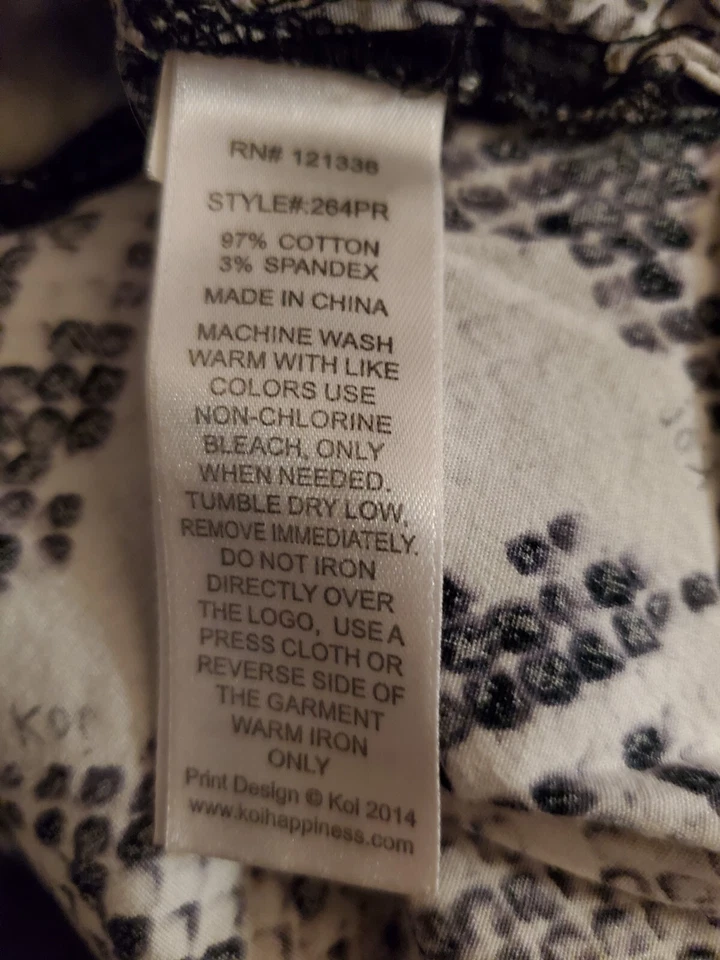 RN# 121336
STYLE#:264PR
97% COTTON
3% SPANDEX
MADE IN CHINA
MACHINE WASH
WARM WITH LIKE
COLORS USE
NON-CHLORINE
BLEACH, ONLY
WHEN NEEDED.
TUMBLE DRY LOW,
REMOVE IMMEDIATELY.
DO NOT IRON
DIRECTLY OVER
THE LOGO, USE A
PRESS CLOTH OR
REVERSE SIDE OF
THE GARMENT
WARM IRON
ONLY
Print Design © Koi 2014
www.koihappiness.com
koi